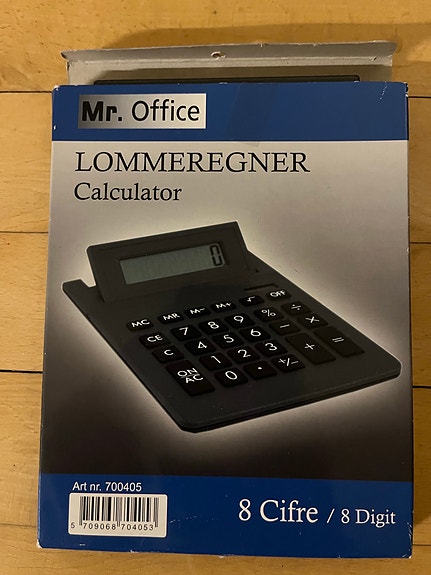 Mr. Office
LOMMEREGNER
Calculator
0
MC MR M− M+ √ OFF
CE 7 8 9 % ÷
C 4 5 6 − ×
ON
AC
1 2 3 + =
0 . +/−
Art nr. 700405
5 709068 704053
8 Cifre / 8 Digit